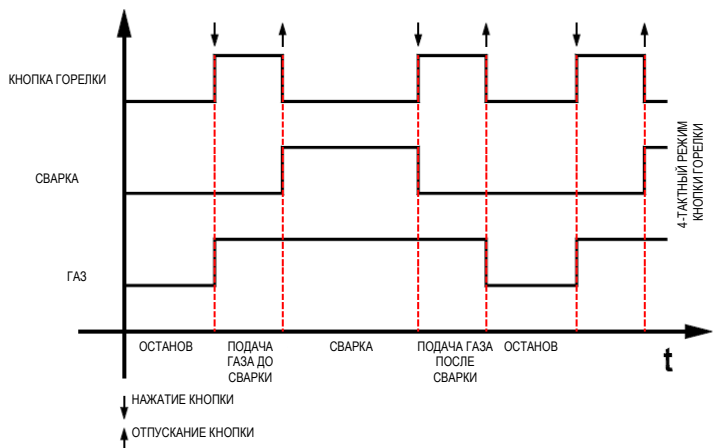 КНОПКА ГОРЕЛКИ
СВАРКА
ГАЗ
4-ТАКТНЫЙ РЕЖИМ
КНОПКИ ГОРЕЛКИ
ОСТАНОВ
ПОДАЧА
ГАЗА ДО
СВАРКИ
СВАРКА
ПОДАЧА ГАЗА
ПОСЛЕ
СВАРКИ
ОСТАНОВ
t
НАЖАТИЕ КНОПКИ
ОТПУСКАНИЕ КНОПКИ